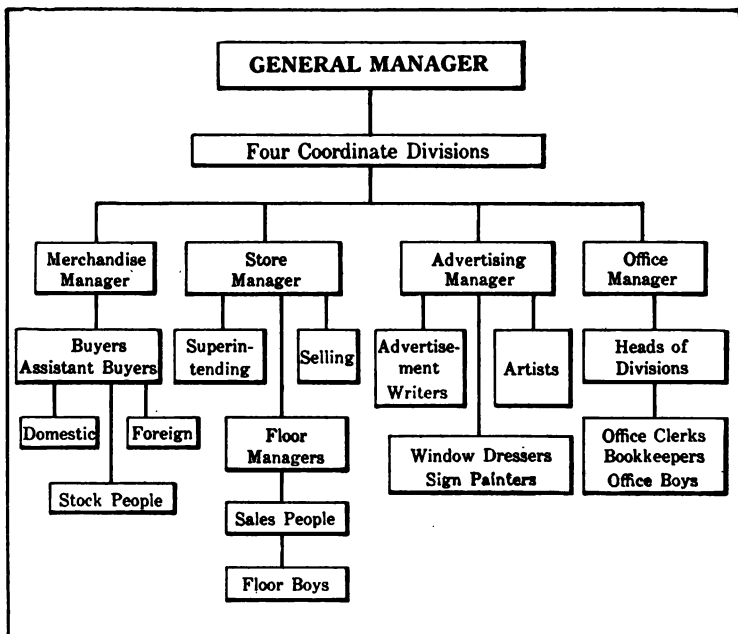 GENERAL MANAGER
Four Coordinate Divisions
Merchandise
Manager
Store
Manager
Advertising
Manager
Office
Manager
Buyers
Assistant Buyers
Superin-
tending
Selling
Advertise-
ment
Writers
Artists
Heads of
Divisions
Domestic
Foreign
Floor
Managers
Window Dressers
Sign Painters
Office Clerks
Bookkeepers
Office Boys
Stock People
Sales People
Floor Boys